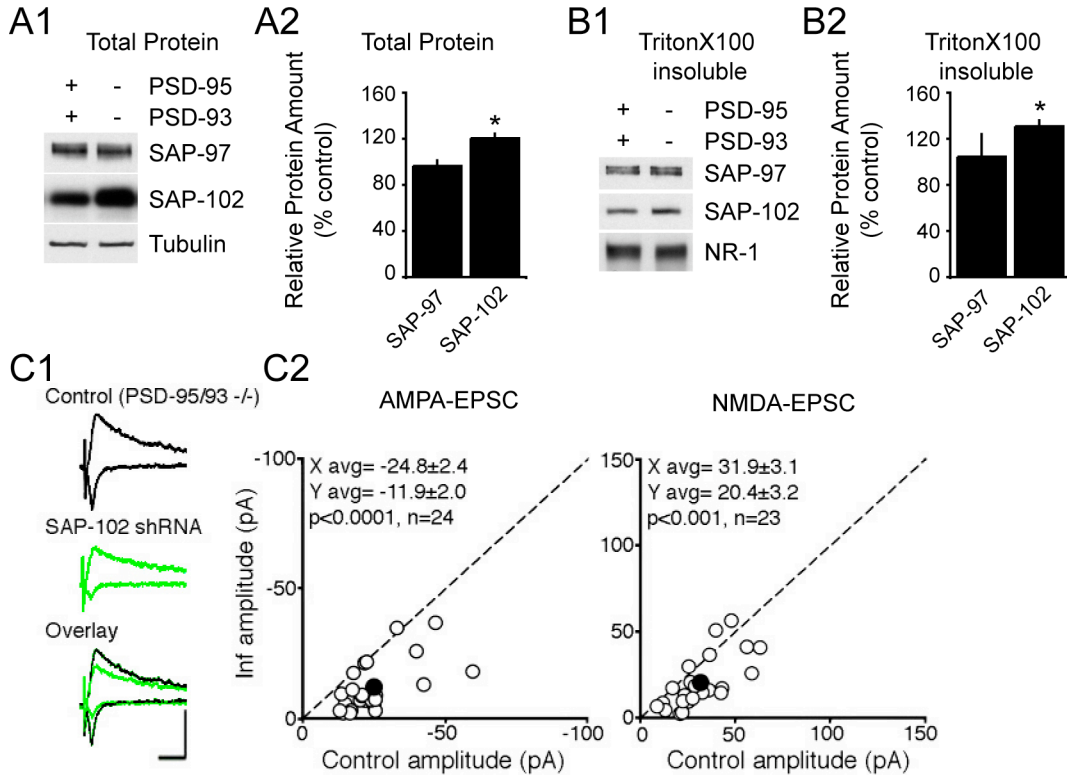 A1
Total Protein
+ - PSD-95
+ - PSD-93
SAP-97
SAP-102
Tubulin
A2
Total Protein
Relative Protein Amount
(% control)
160
120
80
40
0
*
SAP-97
SAP-102
B1
TritonX100
insoluble
+ - PSD-95
+ - PSD-93
SAP-97
SAP-102
NR-1
B2
TritonX100
insoluble
Relative Protein Amount
(% control)
160
120
80
40
0
*
SAP-97
SAP-102
C1
Control (PSD-95/93 -/-)
SAP-102 shRNA
Overlay
C2
AMPA-EPSC
Inf amplitude (pA)
-100
-50
0
X avg= -24.8±2.4
Y avg= -11.9±2.0
p<0.0001, n=24
-50
-100
Control amplitude (pA)
NMDA-EPSC
150
100
50
0
X avg= 31.9±3.1
Y avg= 20.4±3.2
p<0.001, n=23
0
50
100
150
Control amplitude (pA)